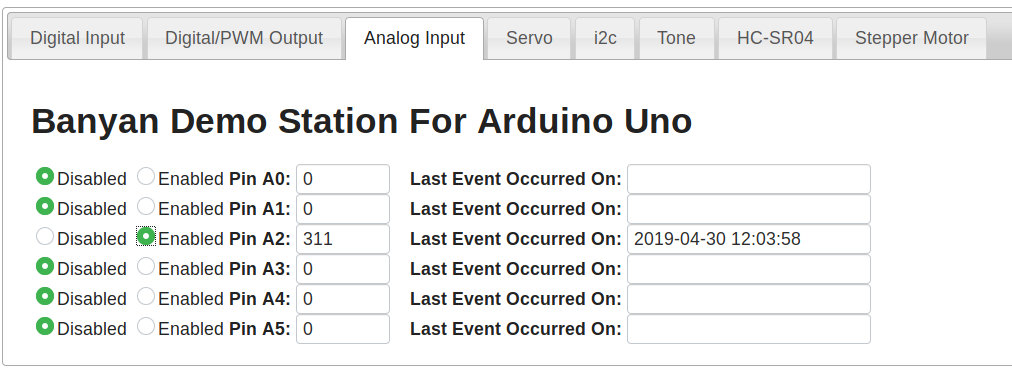 Digital Input Digital/PWM Output Analog Input Servo i2c Tone HC-SR04 Stepper Motor
Banyan Demo Station For Arduino Uno
Disabled Enabled Pin A0: 0 Last Event Occurred On:
Disabled Enabled Pin A1: 0 Last Event Occurred On:
Disabled Enabled Pin A2: 311 Last Event Occurred On: 2019-04-30 12:03:58
Disabled Enabled Pin A3: 0 Last Event Occurred On:
Disabled Enabled Pin A4: 0 Last Event Occurred On:
Disabled Enabled Pin A5: 0 Last Event Occurred On: